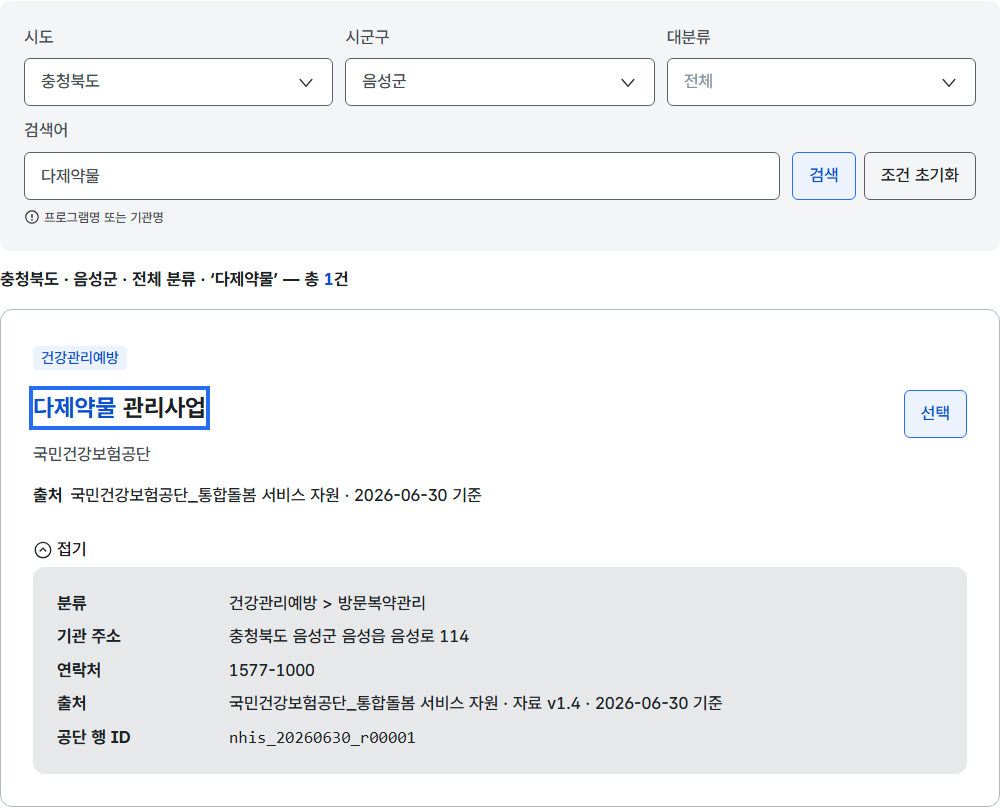 시도 시군구 대분류
충청북도 음성군 전체
검색어
다제약물 검색 조건 초기화
프로그램명 또는 기관명
충청북도 · 음성군 · 전체 분류 · ‘다제약물’ — 총 1건
건강관리예방
다제약물 관리사업
선택
국민건강보험공단
출처 국민건강보험공단_통합돌봄 서비스 자원 · 2026-06-30 기준
접기
분류 건강관리예방 > 방문복약관리
기관 주소 충청북도 음성군 음성읍 음성로 114
연락처 1577-1000
출처 국민건강보험공단_통합돌봄 서비스 자원 · 자료 v1.4 · 2026-06-30 기준
공단 행 ID nhis_20260630_r00001